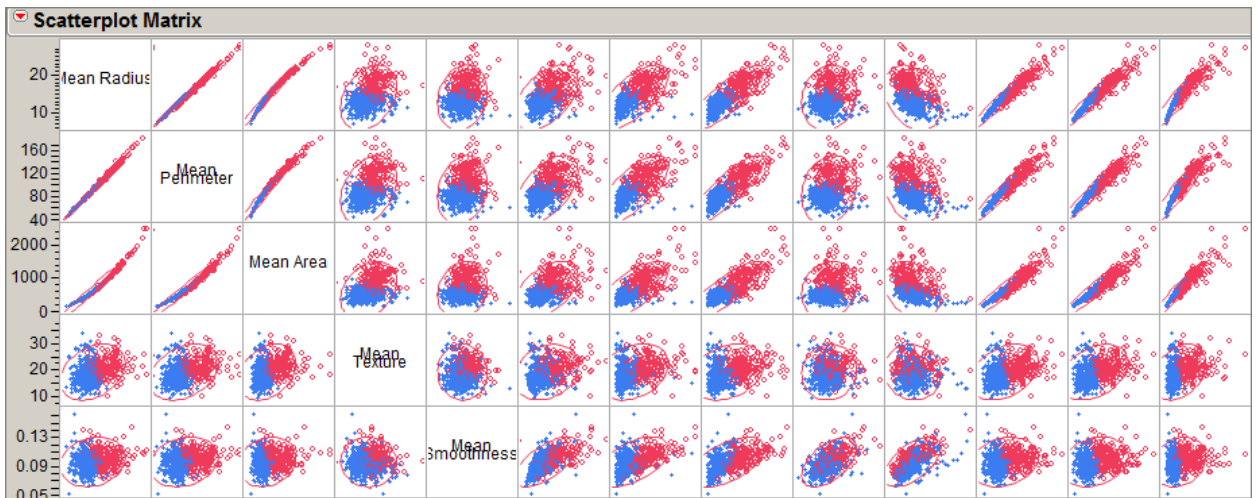 Scatterplot Matrix
20
10
Mean Radius
160
120
80
40
Mean
Perimeter
2000
1000
0
Mean Area
30
20
10
Mean
Texture
0.13
0.09
0.05
Mean
Smoothness